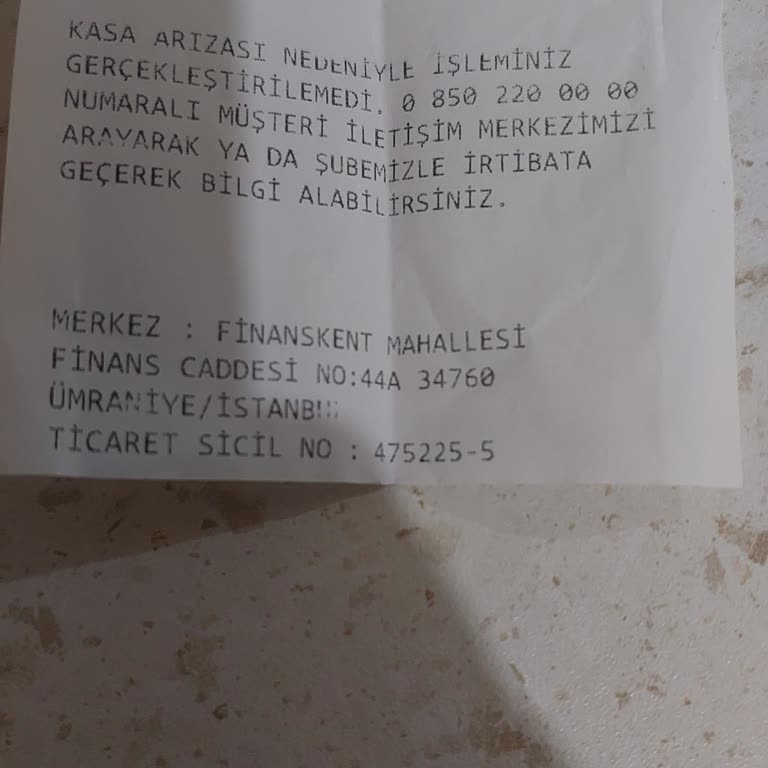 KASA ARIZASI NEDENİYLE İŞLEMİNİZ
GERÇEKLEŞTİRİLEMEDİ. 0 850 220 00 00
NUMARALI MÜŞTERİ İLETİŞİM MERKEZİMİZİ
ARAYARAK YA DA ŞUBEMİZLE İRTİBATA
GEÇEREK BİLGİ ALABİLİRSİNİZ.
MERKEZ : FİNANSKENT MAHALLESİ
FİNANS CADDESİ NO:44A 34760
ÜMRANİYE/İSTANBUL
TİCARET SİCİL NO : 475225-5